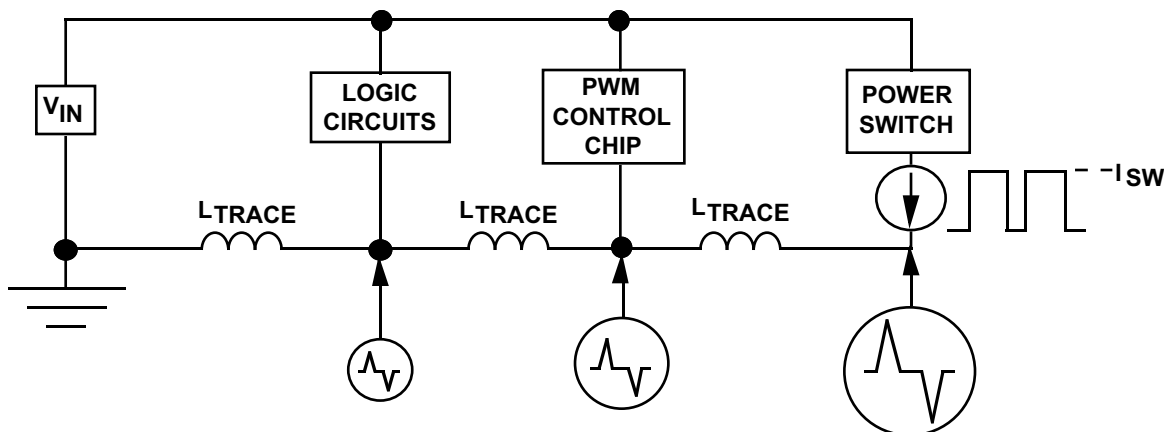 VIN
LOGIC
CIRCUITS
PWM
CONTROL
CHIP
POWER
SWITCH
ISW
LTRACE
LTRACE
LTRACE